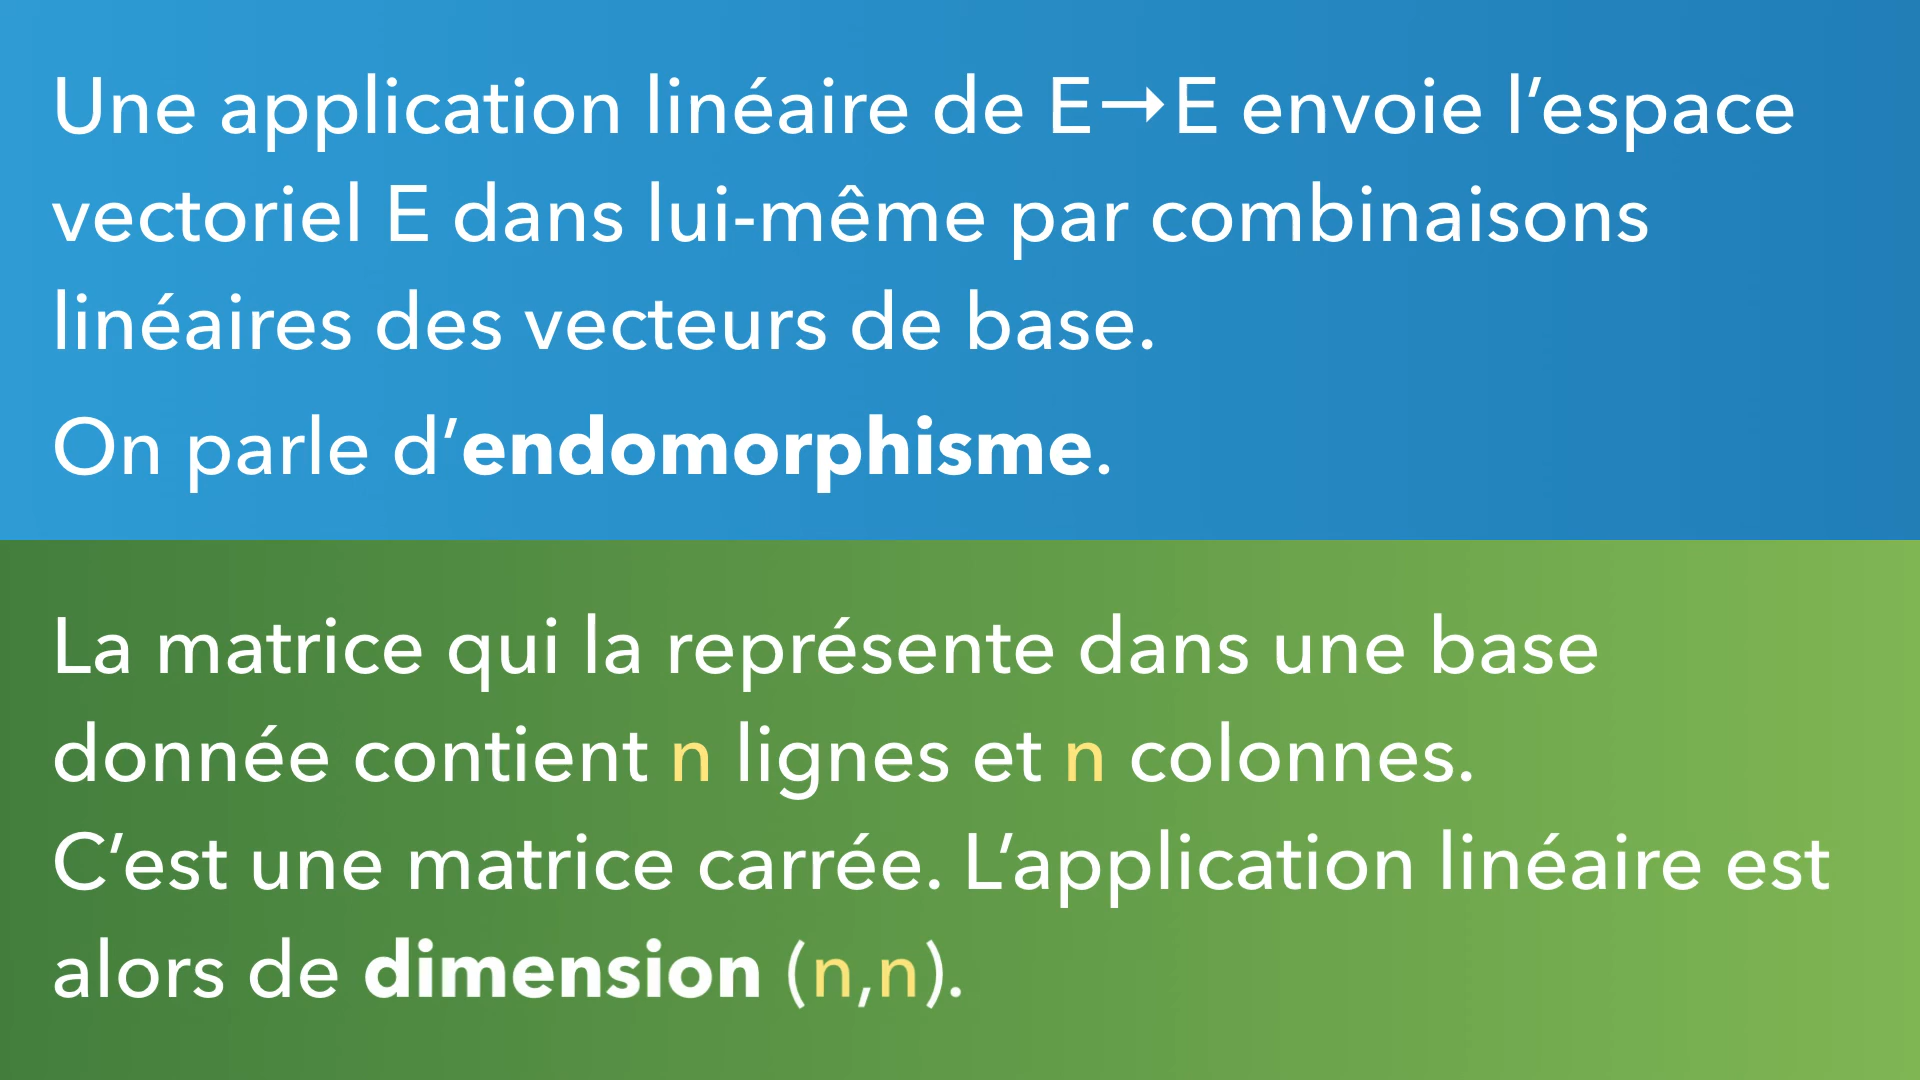 Une application linéaire de E→E envoie l’espace
vectoriel E dans lui-même par combinaisons
linéaires des vecteurs de base.
On parle d’endomorphisme.
La matrice qui la représente dans une base
donnée contient n lignes et n colonnes.
C’est une matrice carrée. L’application linéaire est
alors de dimension (n,n).